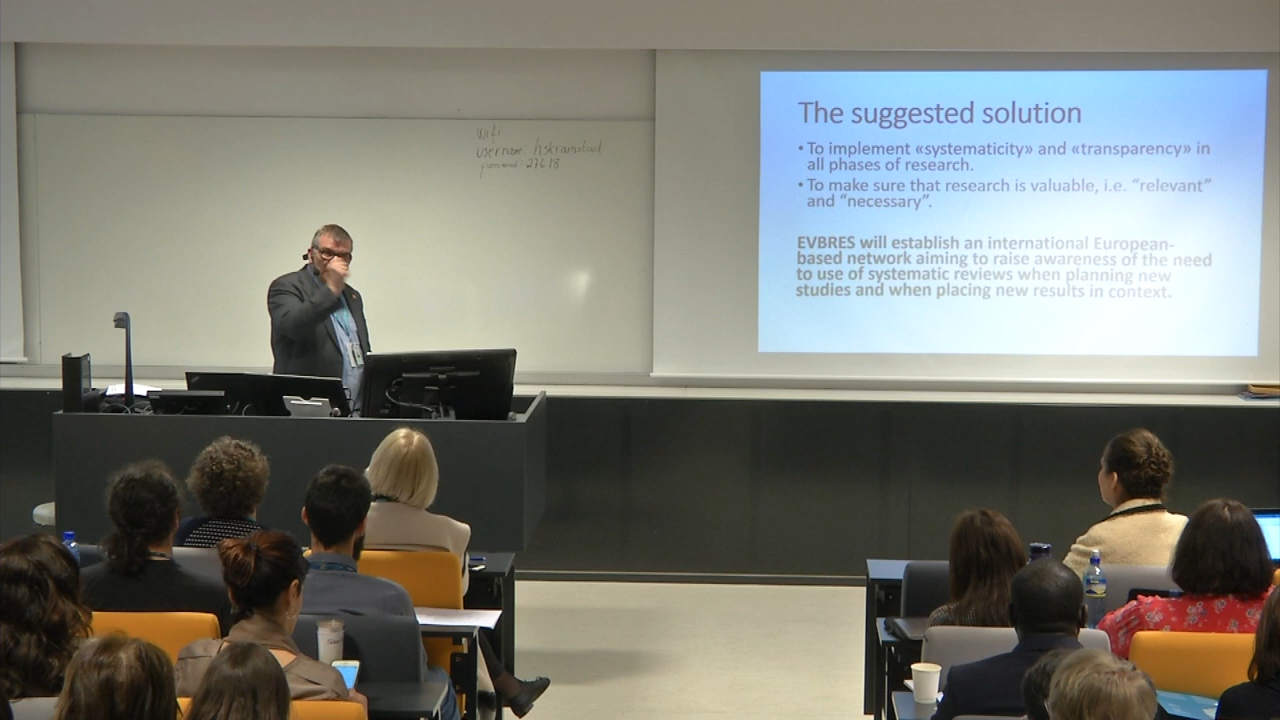 wifi
username:
27618
The suggested solution
• To implement «systematicity» and «transparency» in
all phases of research.
• To make sure that research is valuable, i.e. “relevant”
and “necessary”.
EVBRES will establish an international European-
based network aiming to raise awareness of the need
to use of systematic reviews when planning new
studies and when placing new results in context.